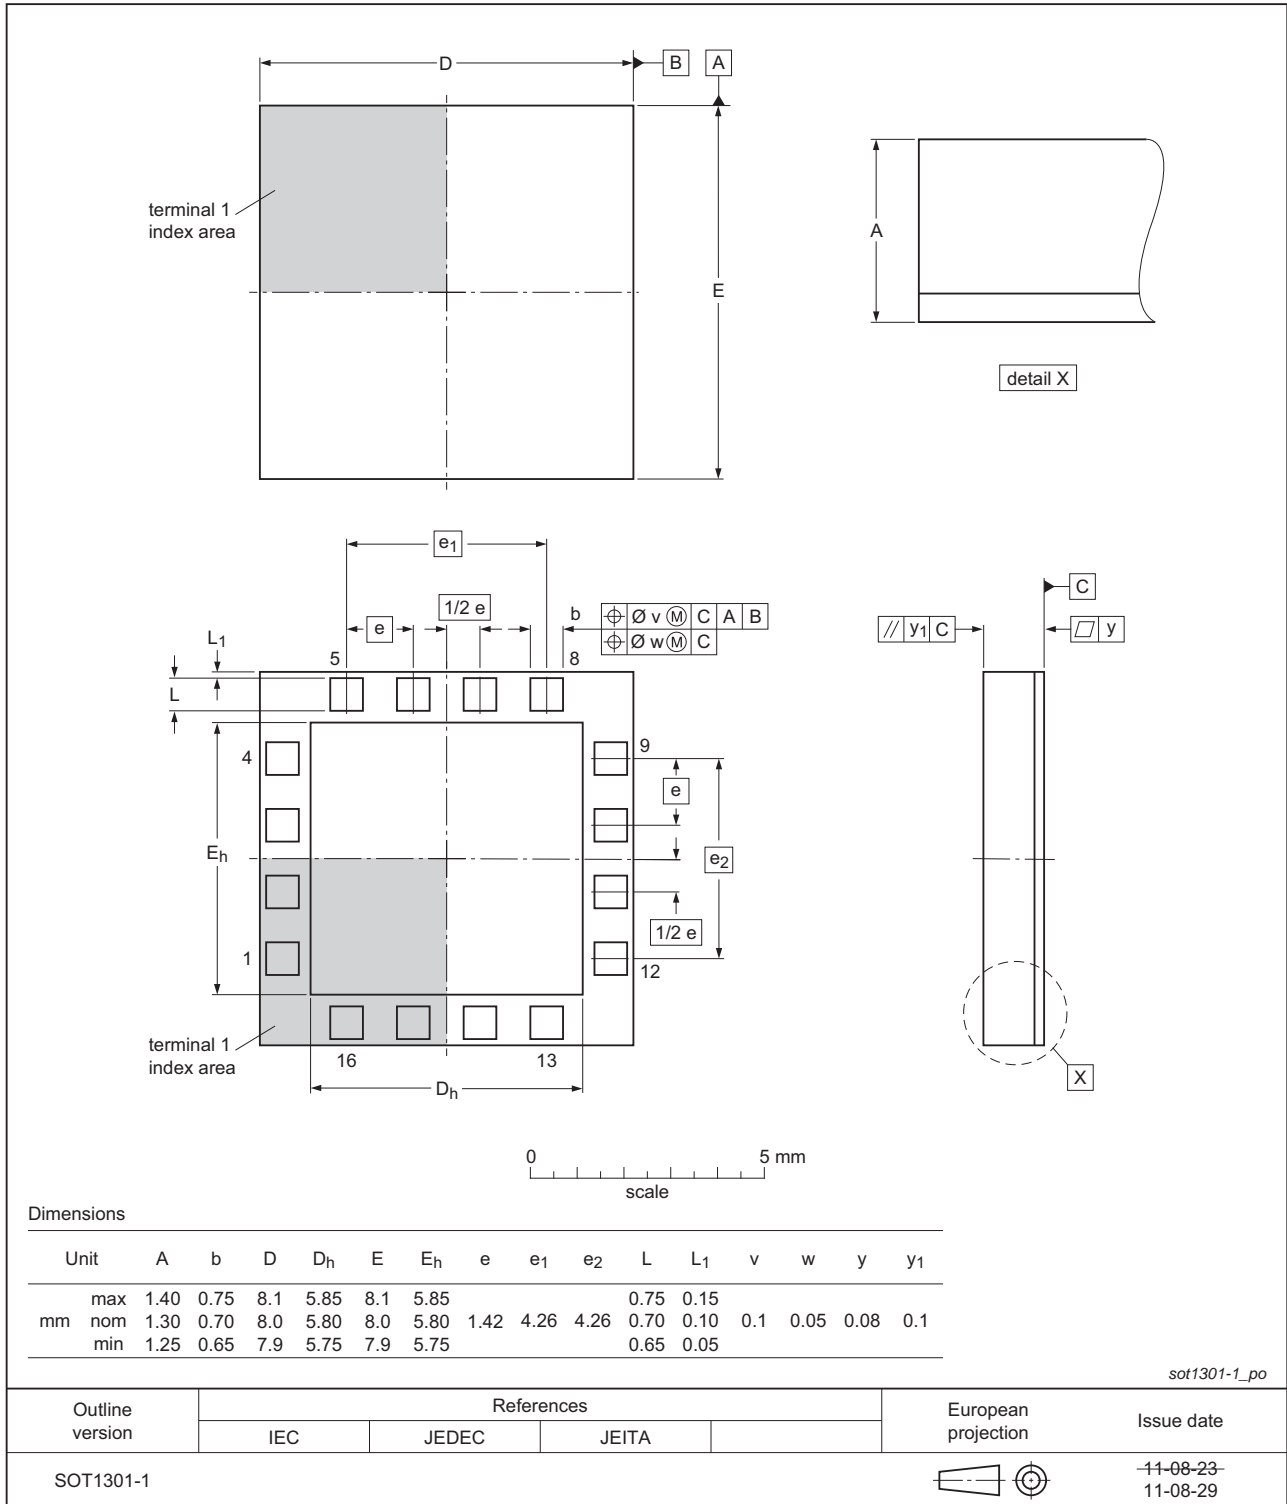 D
B
A
terminal 1
index area
E
A
detail X
e1
1/2 e
e
b
Ø v Ⓜ C A B
Ø w Ⓜ C
L1
L
5
8
4
9
e
Eh
e2
1/2 e
1
12
terminal 1
index area
16
13
Dh
C
// y1 C
y
X
0
5 mm
scale
Dimensions
Unit A b D Dh E Eh e e1 e2 L L1 v w y y1
max 1.40 0.75 8.1 5.85 8.1 5.85 0.75 0.15
mm nom 1.30 0.70 8.0 5.80 8.0 5.80 1.42 4.26 4.26 0.70 0.10 0.1 0.05 0.08 0.1
min 1.25 0.65 7.9 5.75 7.9 5.75 0.65 0.05
sot1301-1_po
Outline
version
References
IEC JEDEC JEITA
European
projection
Issue date
SOT1301-1
11-08-23
11-08-29